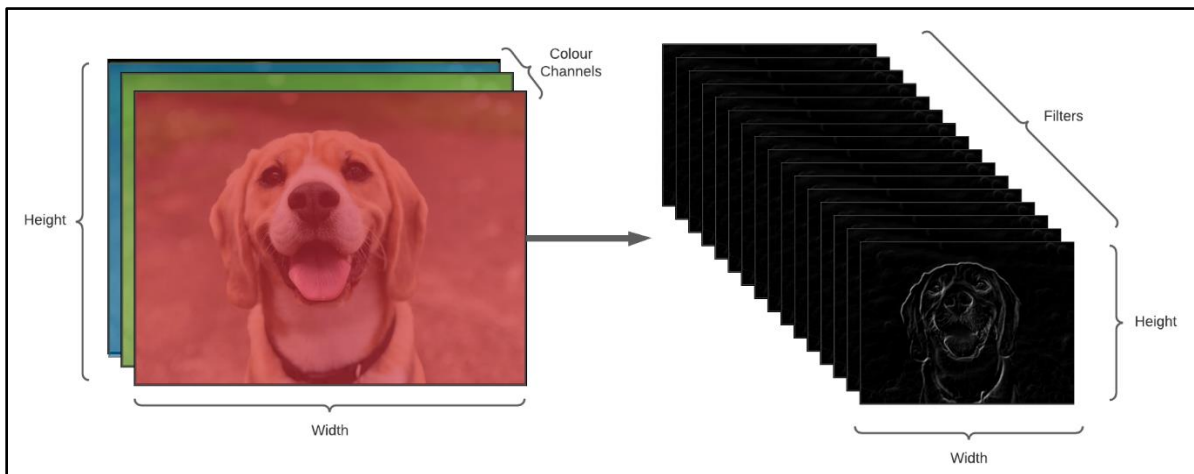 Colour
Channels
Height
Width
Filters
Height
Width